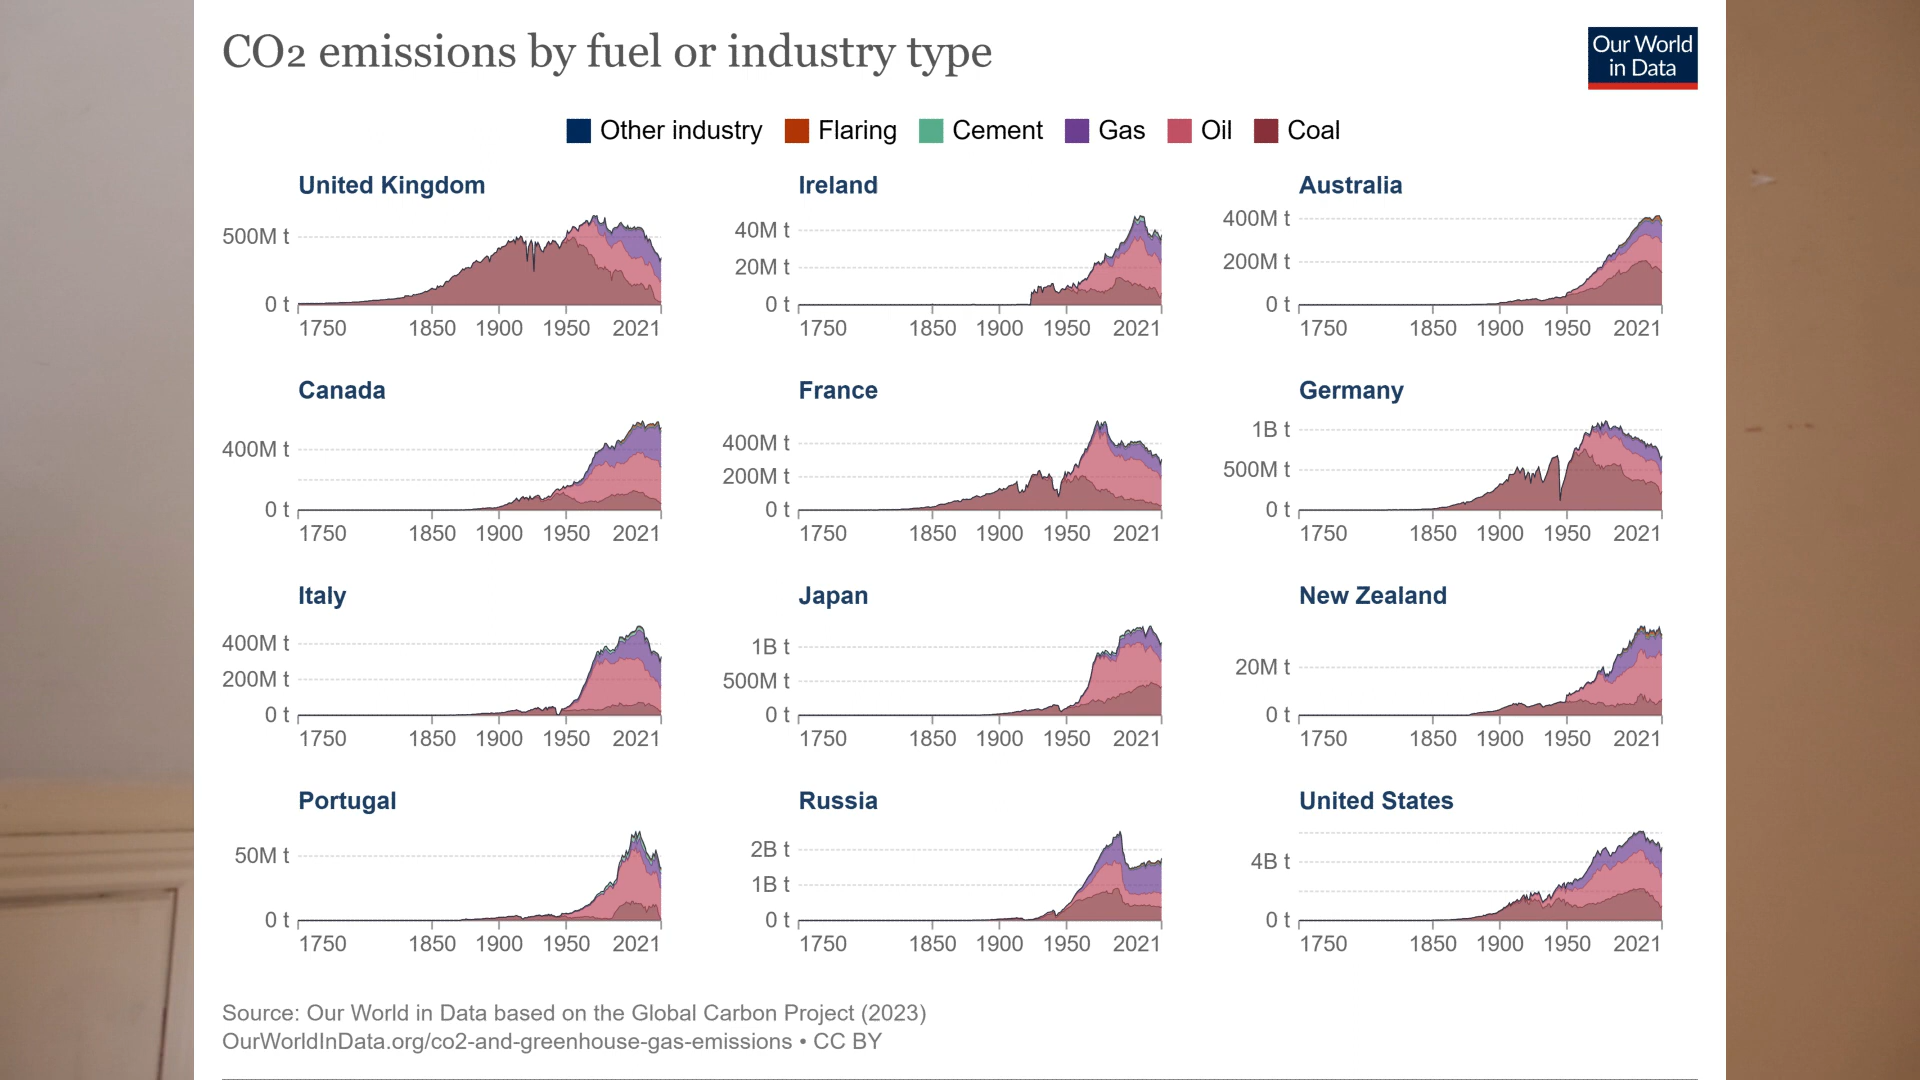 CO2 emissions by fuel or industry type
Our World
in Data
Other industry Flaring Cement Gas Oil Coal
United Kingdom Ireland Australia
500M t
0 t
1750 1850 1900 1950 2021
40M t
20M t
0 t
1750 1850 1900 1950 2021
400M t
200M t
0 t
1750 1850 1900 1950 2021
Canada France Germany
400M t
0 t
1750 1850 1900 1950 2021
400M t
200M t
0 t
1750 1850 1900 1950 2021
1B t
500M t
0 t
1750 1850 1900 1950 2021
Italy Japan New Zealand
400M t
200M t
0 t
1750 1850 1900 1950 2021
1B t
500M t
0 t
1750 1850 1900 1950 2021
20M t
0 t
1750 1850 1900 1950 2021
Portugal Russia United States
50M t
0 t
1750 1850 1900 1950 2021
2B t
1B t
0 t
1750 1850 1900 1950 2021
4B t
0 t
1750 1850 1900 1950 2021
Source: Our World in Data based on the Global Carbon Project (2023)
OurWorldInData.org/co2-and-greenhouse-gas-emissions • CC BY